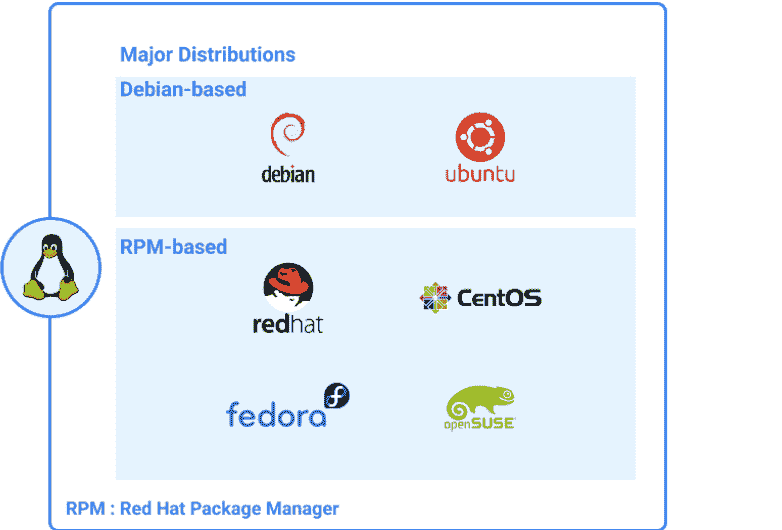 Major Distributions
Debian-based
debian
ubuntu
RPM-based
redhat
CentOS
fedora
openSUSE
RPM : Red Hat Package Manager